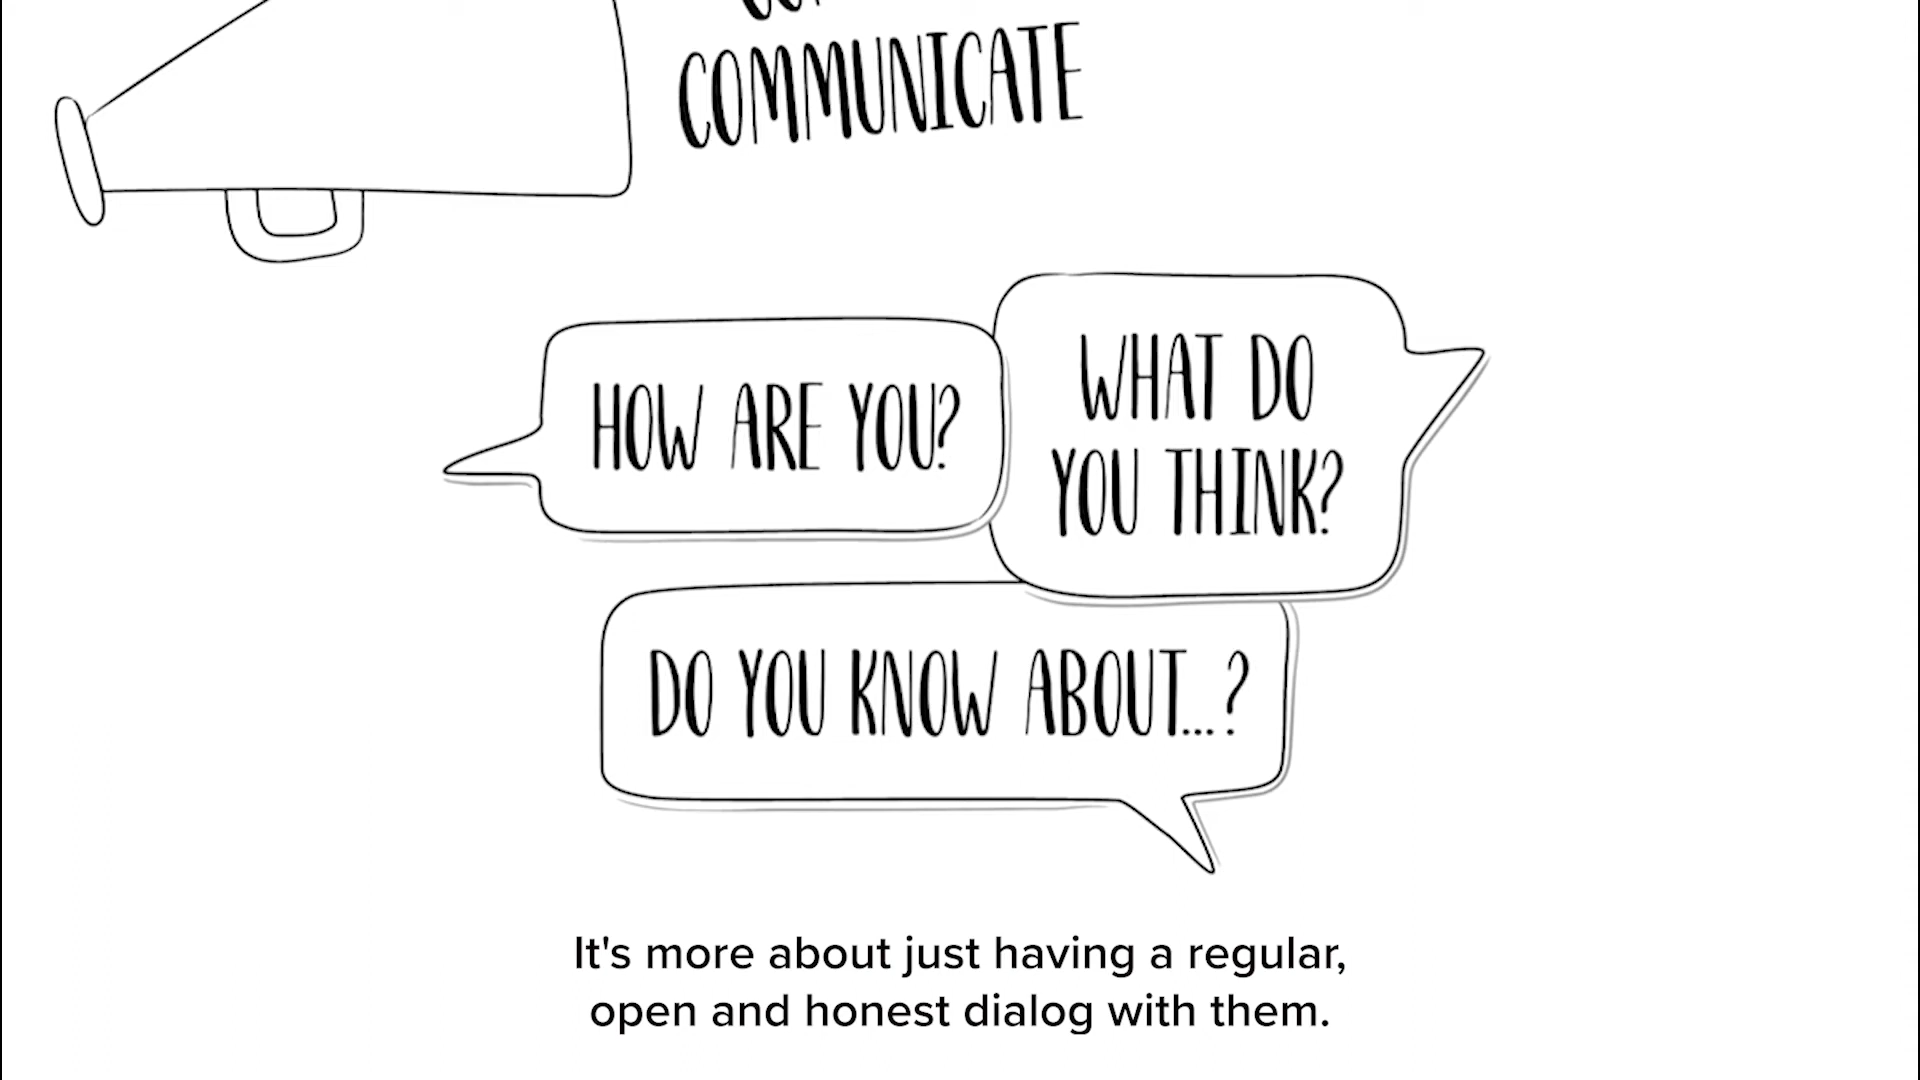 COMMUNICATE
HOW ARE YOU?
WHAT DO
YOU THINK?
DO YOU KNOW ABOUT...?
It's more about just having a regular,
open and honest dialog with them.